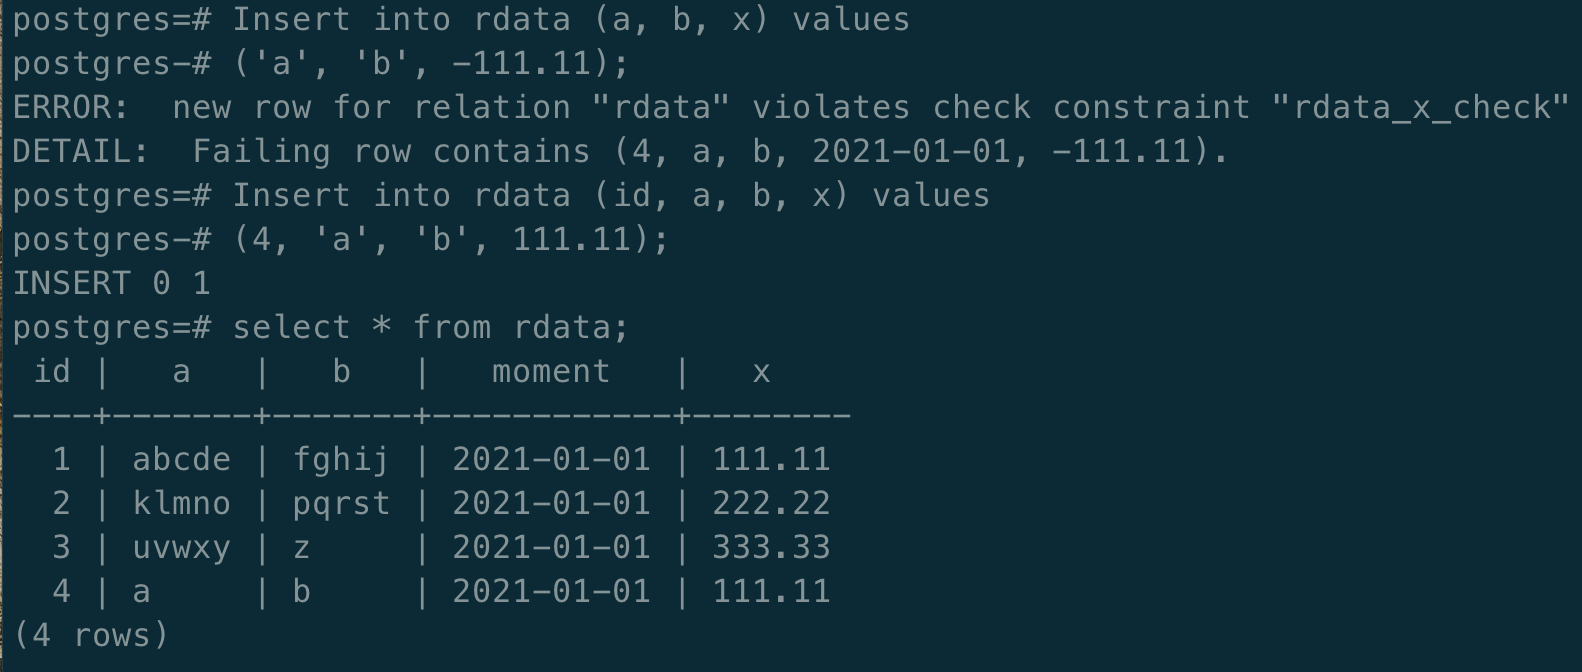 postgres=# Insert into rdata (a, b, x) values
postgres-# ('a', 'b', -111.11);
ERROR:  new row for relation "rdata" violates check constraint "rdata_x_check"
DETAIL:  Failing row contains (4, a, b, 2021-01-01, -111.11).
postgres=# Insert into rdata (id, a, b, x) values
postgres-# (4, 'a', 'b', 111.11);
INSERT 0 1
postgres=# select * from rdata;
 id |   a   |   b   |   moment   |   x
----+-------+-------+------------+--------
  1 | abcde | fghij | 2021-01-01 | 111.11
  2 | klmno | pqrst | 2021-01-01 | 222.22
  3 | uvwxy | z     | 2021-01-01 | 333.33
  4 | a     | b     | 2021-01-01 | 111.11
(4 rows)